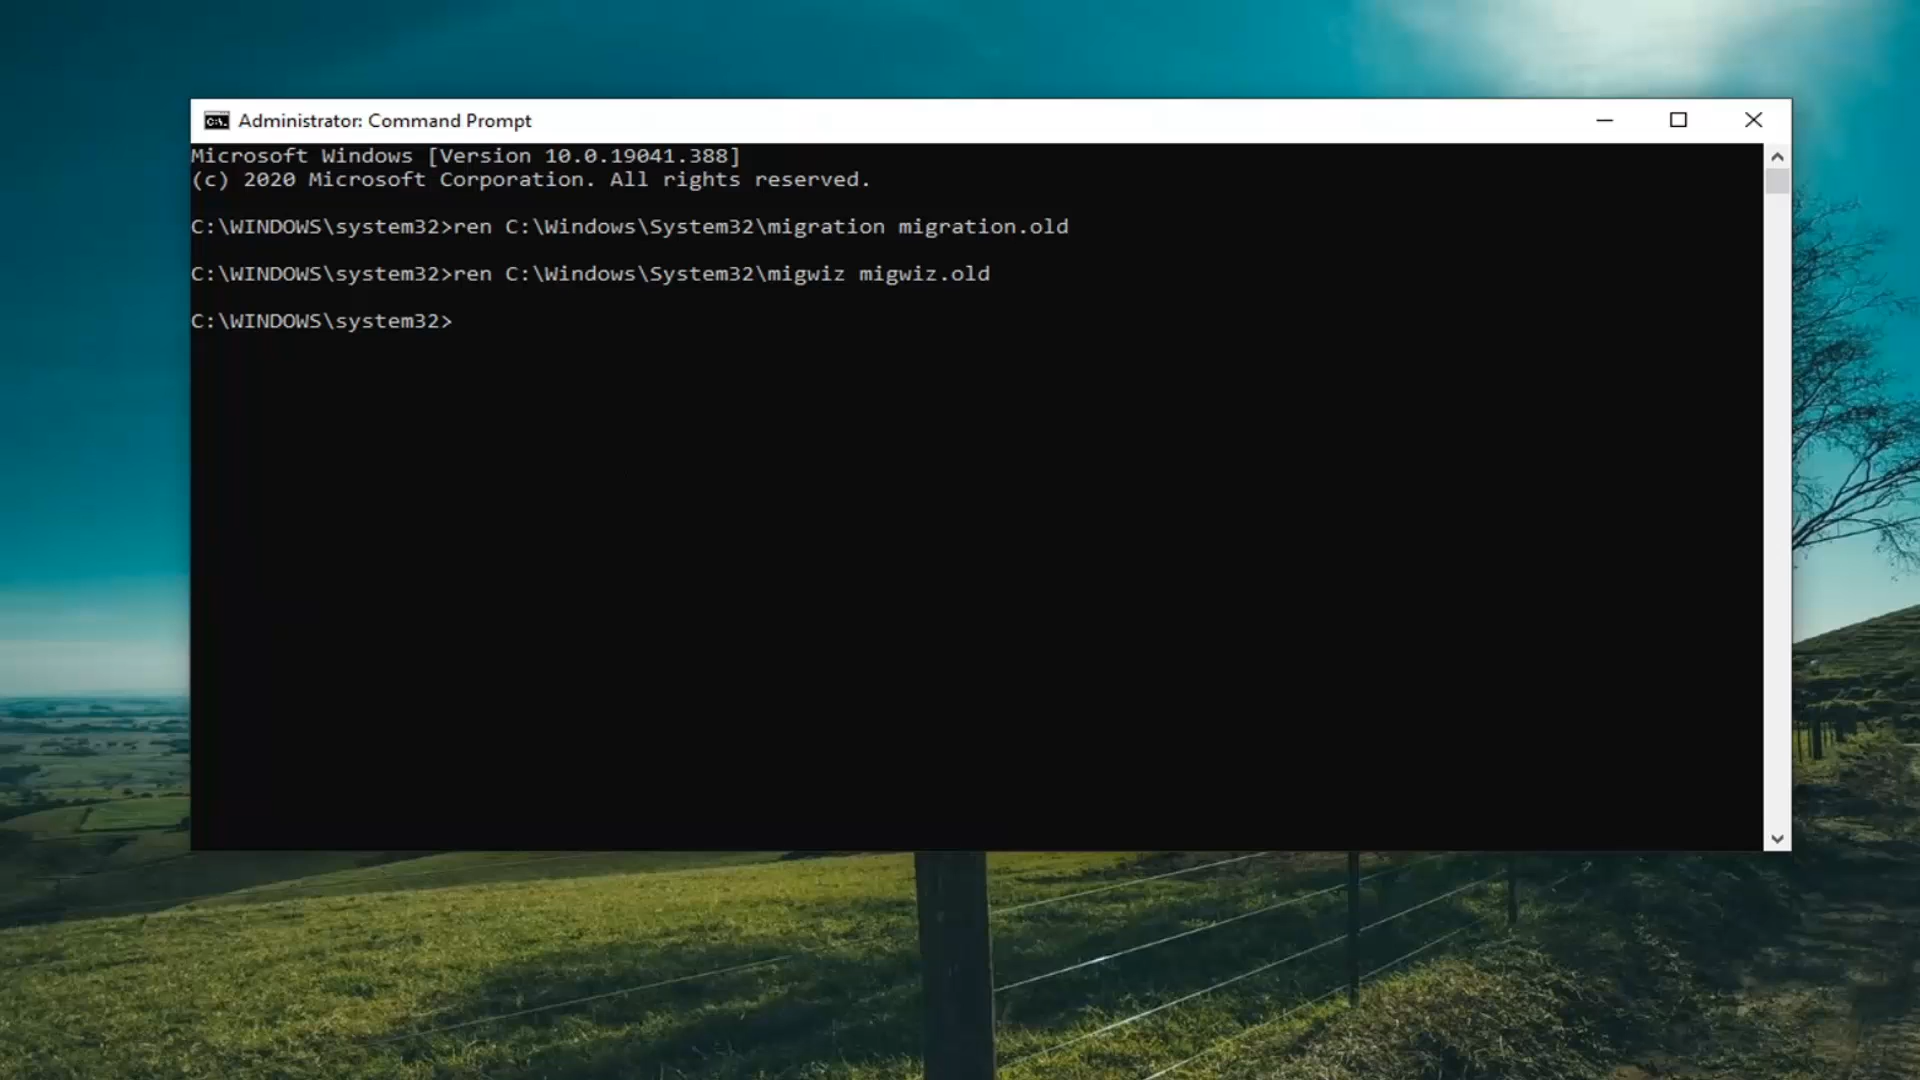 Administrator: Command Prompt
Microsoft Windows [Version 10.0.19041.388]
(c) 2020 Microsoft Corporation. All rights reserved.
C:\WINDOWS\system32>ren C:\Windows\System32\migration migration.old
C:\WINDOWS\system32>ren C:\Windows\System32\migwiz migwiz.old
C:\WINDOWS\system32>